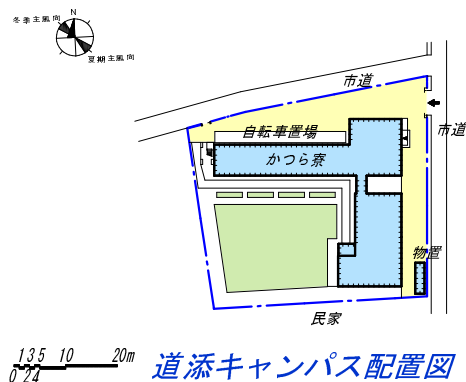 N
冬季主風向
夏期主風向
市道
市道
自転車置場
かつら寮
物置
民家
0 1 2 3 4 5 10 20m
道添キャンパス配置図